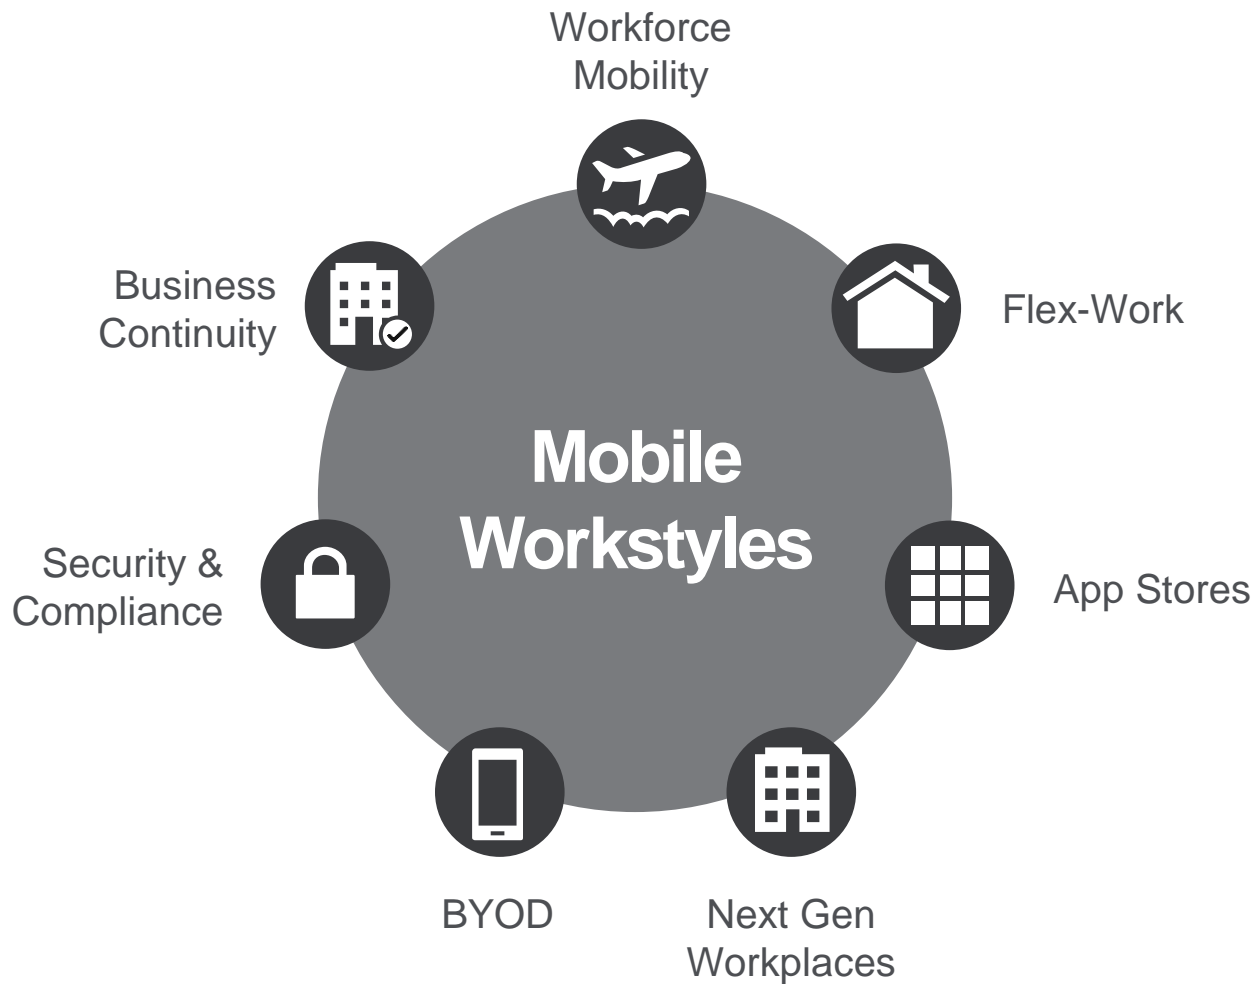 Workforce
Mobility
Business
Continuity
Flex-Work
Mobile
Workstyles
Security &
Compliance
App Stores
BYOD
Next Gen
Workplaces